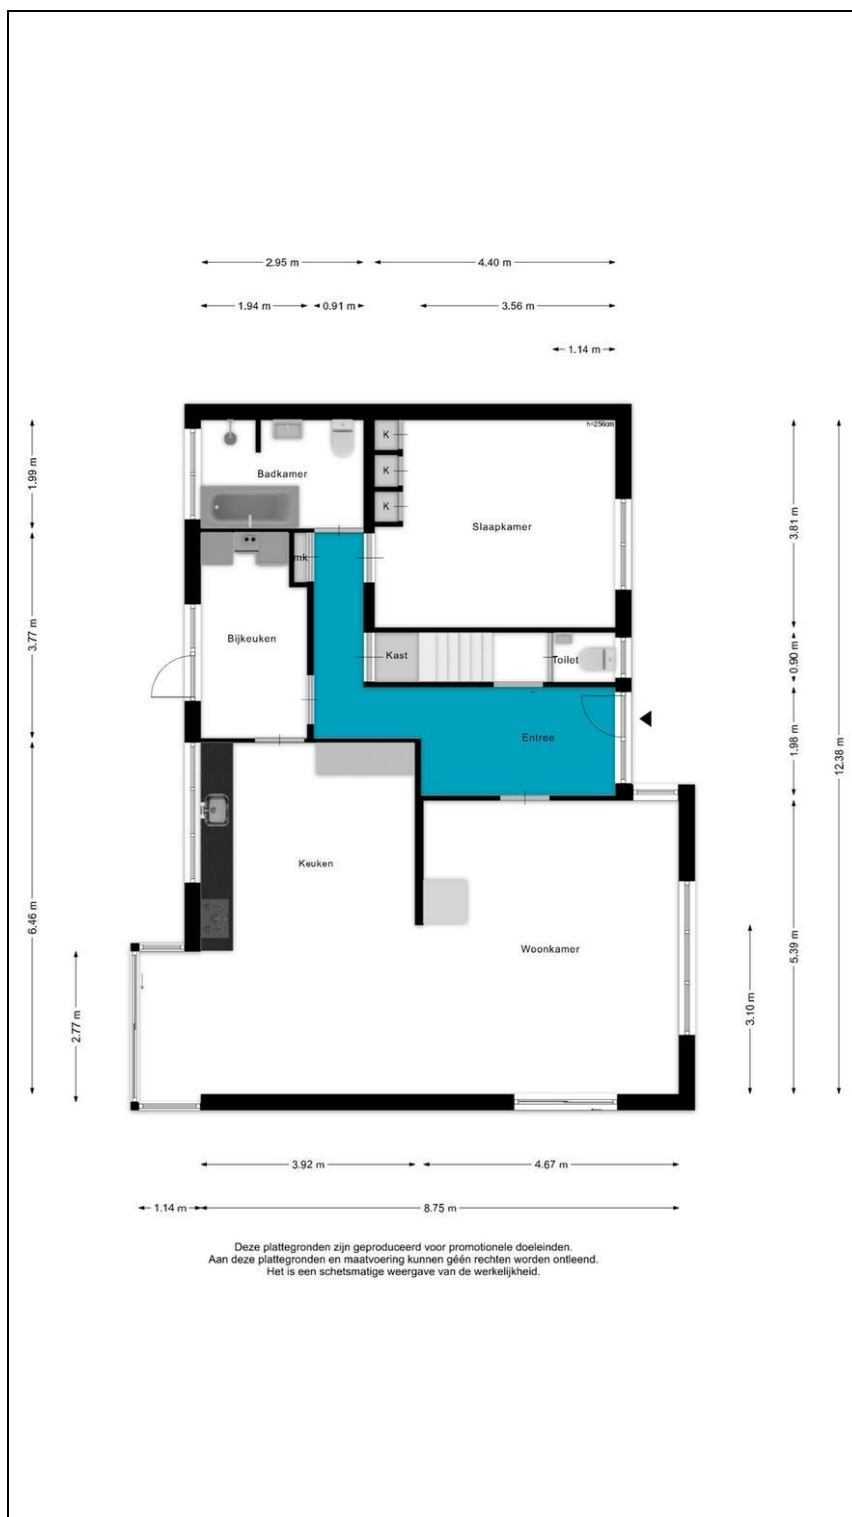 2.95 m
4.40 m
1.94 m
0.91 m
3.56 m
1.14 m
h=256cm
K
K
K
Badkamer
Slaapkamer
mk
Bijkeuken
Kast
Toilet
Entree
Keuken
Woonkamer
1.99 m
3.77 m
6.46 m
2.77 m
3.81 m
0.90 m
1.98 m
5.39 m
3.10 m
12.38 m
3.92 m
4.67 m
1.14 m
8.75 m
Deze plattegronden zijn geproduceerd voor promotionele doeleinden.
Aan deze plattegronden en maatvoering kunnen géén rechten worden ontleend.
Het is een schetsmatige weergave van de werkelijkheid.